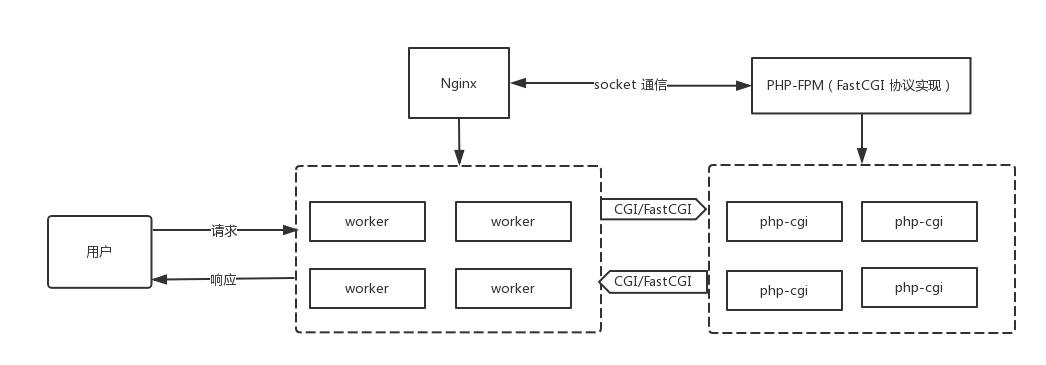 Nginx
socket 通信
PHP-FPM ( FastCGI 协议实现 )
用户
请求
响应
worker
worker
worker
worker
CGI/FastCGI
CGI/FastCGI
php-cgi
php-cgi
php-cgi
php-cgi